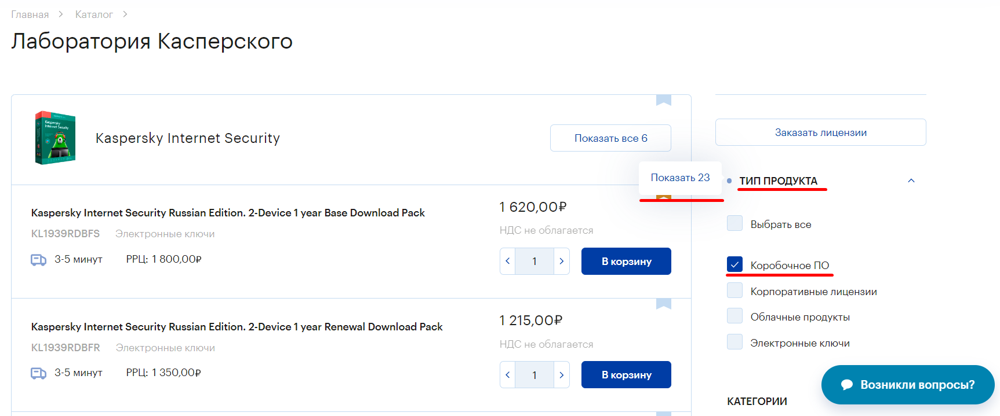 Главная > Каталог >
Лаборатория Касперского
Kaspersky
Internet Security
Kaspersky Internet Security
Показать все 6
Заказать лицензии
Показать 23
ТИП ПРОДУКТА
Выбрать все
Коробочное ПО
Корпоративные лицензии
Облачные продукты
Электронные ключи
КАТЕГОРИИ
Kaspersky Internet Security Russian Edition. 2-Device 1 year Base Download Pack
KL1939RDBFS Электронные ключи
3-5 минут РРЦ: 1 800,00₽
1 620,00₽
НДС не облагается
< 1 > В корзину
Kaspersky Internet Security Russian Edition. 2-Device 1 year Renewal Download Pack
KL1939RDBFR Электронные ключи
3-5 минут РРЦ: 1 350,00₽
1 215,00₽
НДС не облагается
< 1 > В корзину
Возникли вопросы?